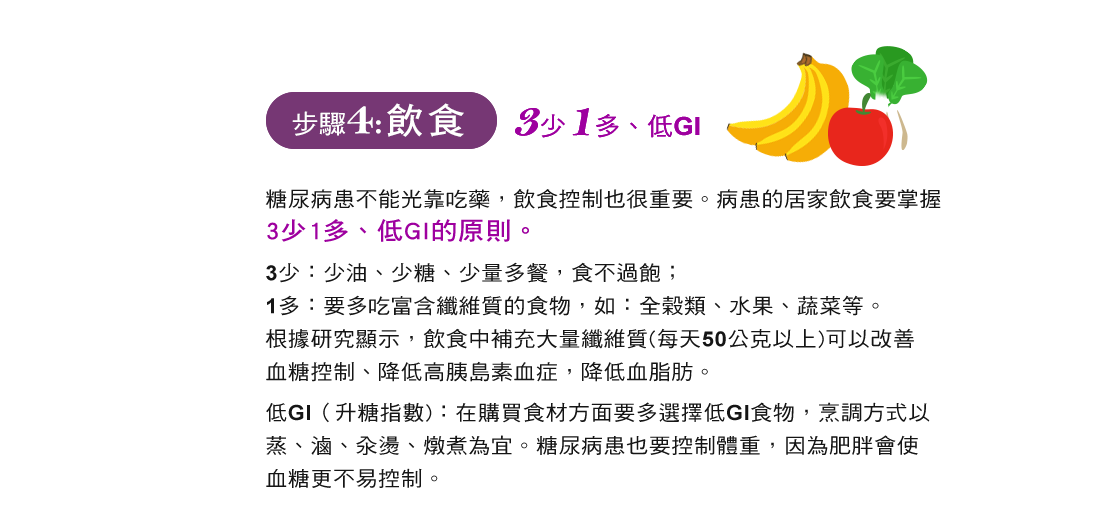 步驟4:飲食 3少1多、低GI
糖尿病患不能光靠吃藥，飲食控制也很重要。病患的居家飲食要掌握
3少1多、低GI的原則。
3少：少油、少糖、少量多餐，食不過飽；
1多：要多吃富含纖維質的食物，如：全穀類、水果、蔬菜等。
根據研究顯示，飲食中補充大量纖維質(每天50公克以上)可以改善
血糖控制、降低高胰島素血症，降低血脂肪。
低GI（升糖指數)：在購買食材方面要多選擇低GI食物，烹調方式以
蒸、滷、汆燙、燉煮為宜。糖尿病患也要控制體重，因為肥胖會使
血糖更不易控制。